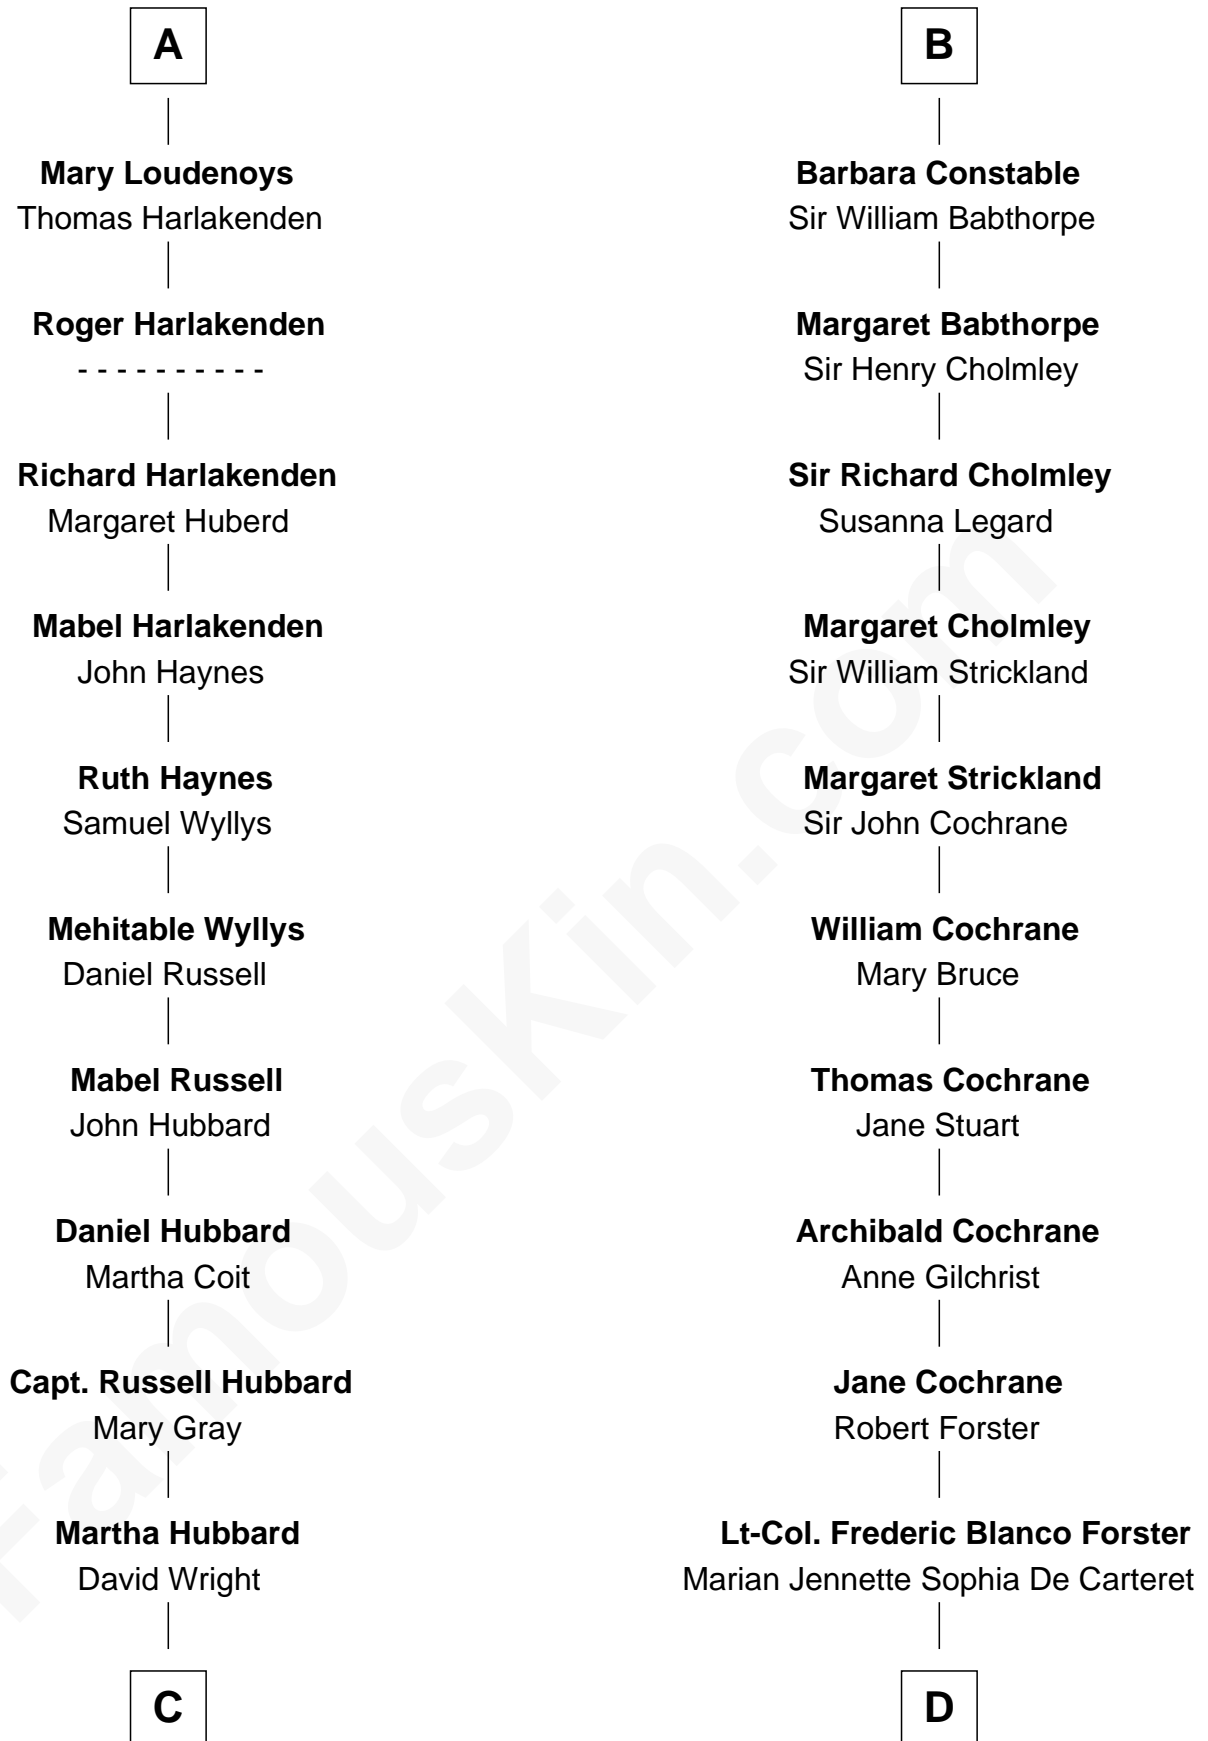 A
Mary Loudenoys
Thomas Harlakenden
Roger Harlakenden
- - - - - - - - - -
Richard Harlakenden
Margaret Huberd
Mabel Harlakenden
John Haynes
Ruth Haynes
Samuel Wyllys
Mehitable Wyllys
Daniel Russell
Mabel Russell
John Hubbard
Daniel Hubbard
Martha Coit
Capt. Russell Hubbard
Mary Gray
Martha Hubbard
David Wright
C
B
Barbara Constable
Sir William Babthorpe
Margaret Babthorpe
Sir Henry Cholmley
Sir Richard Cholmley
Susanna Legard
Margaret Cholmley
Sir William Strickland
Margaret Strickland
Sir John Cochrane
William Cochrane
Mary Bruce
Thomas Cochrane
Jane Stuart
Archibald Cochrane
Anne Gilchrist
Jane Cochrane
Robert Forster
Lt-Col. Frederic Blanco Forster
Marian Jennette Sophia De Carteret
D
FamousKin.com